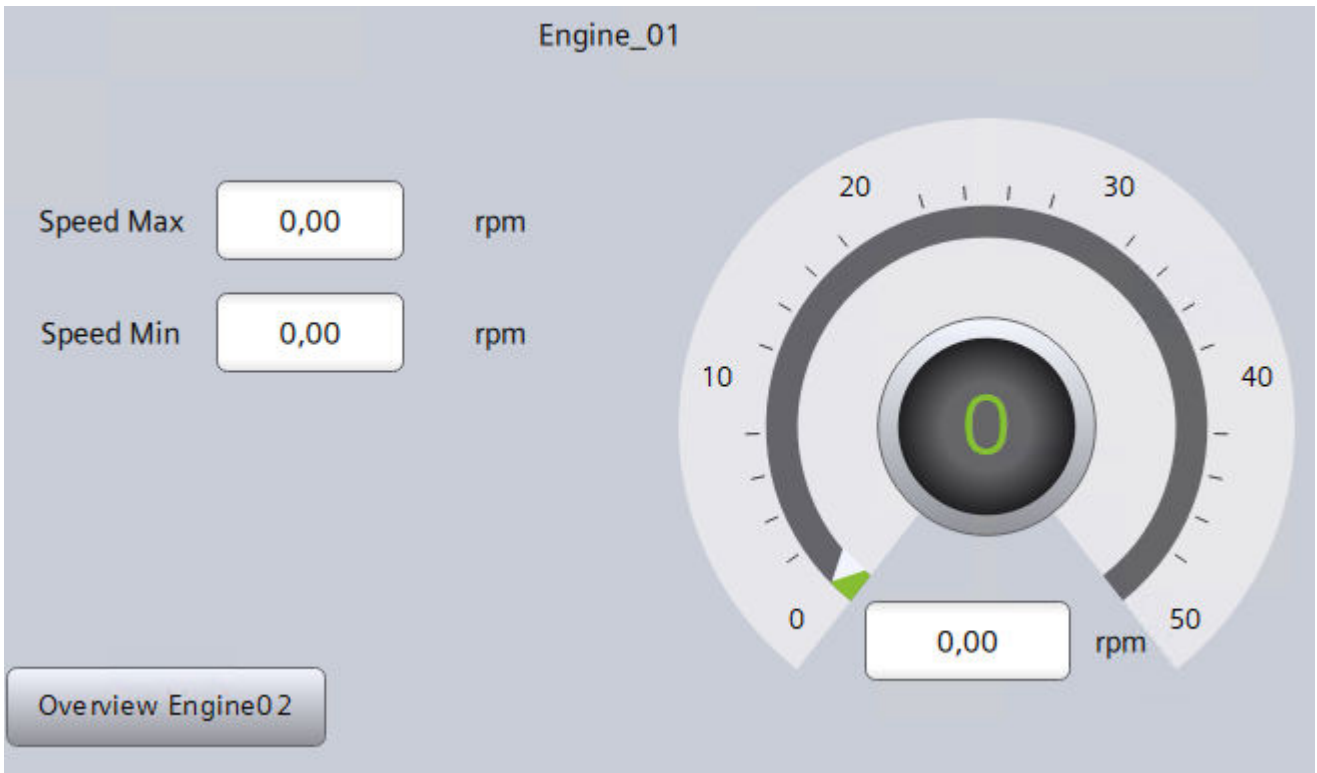 Engine_01
Speed Max 0,00 rpm
Speed Min 0,00 rpm
20 30
10 40
0
0 50
0,00 rpm
Overview Engine02